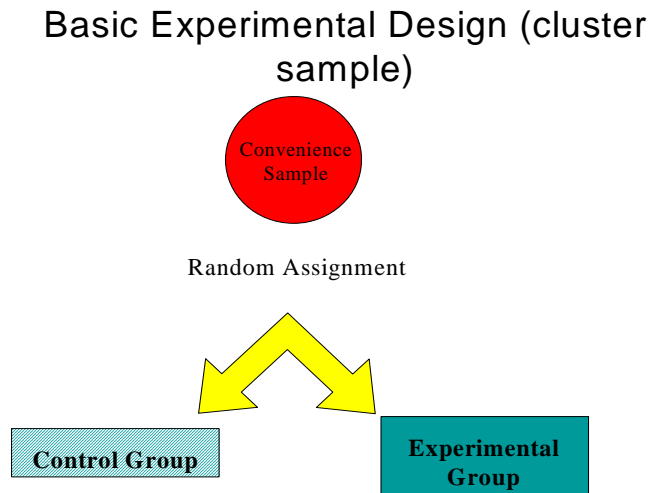 Basic Experimental Design (cluster
sample)
Convenience
Sample
Random Assignment
Control Group
Experimental
Group